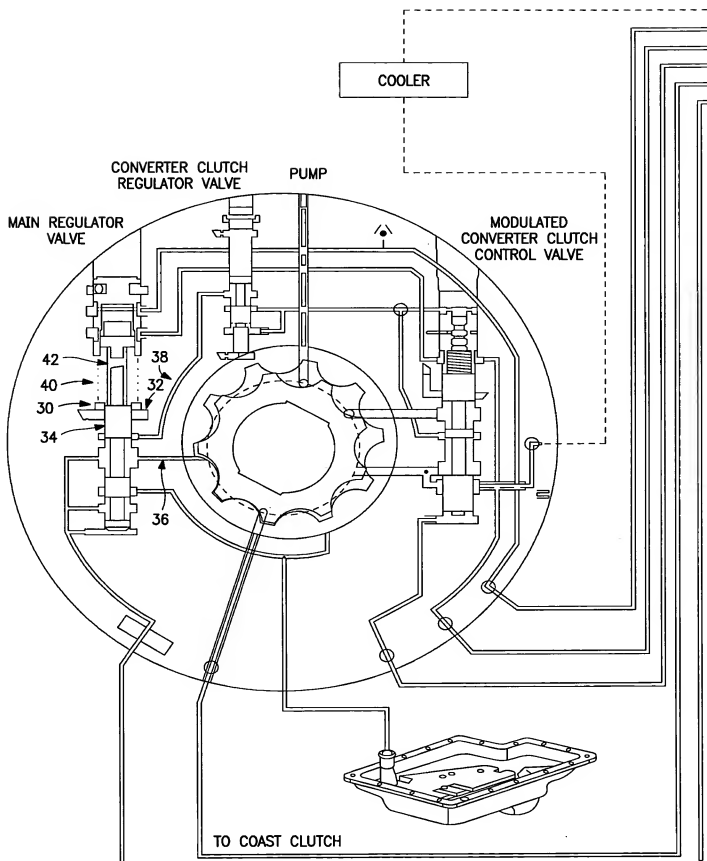 COOLER
CONVERTER CLUTCH
REGULATOR VALVE
PUMP
MAIN REGULATOR
VALVE
MODULATED
CONVERTER CLUTCH
CONTROL VALVE
42
38
40
32
30
34
36
TO COAST CLUTCH